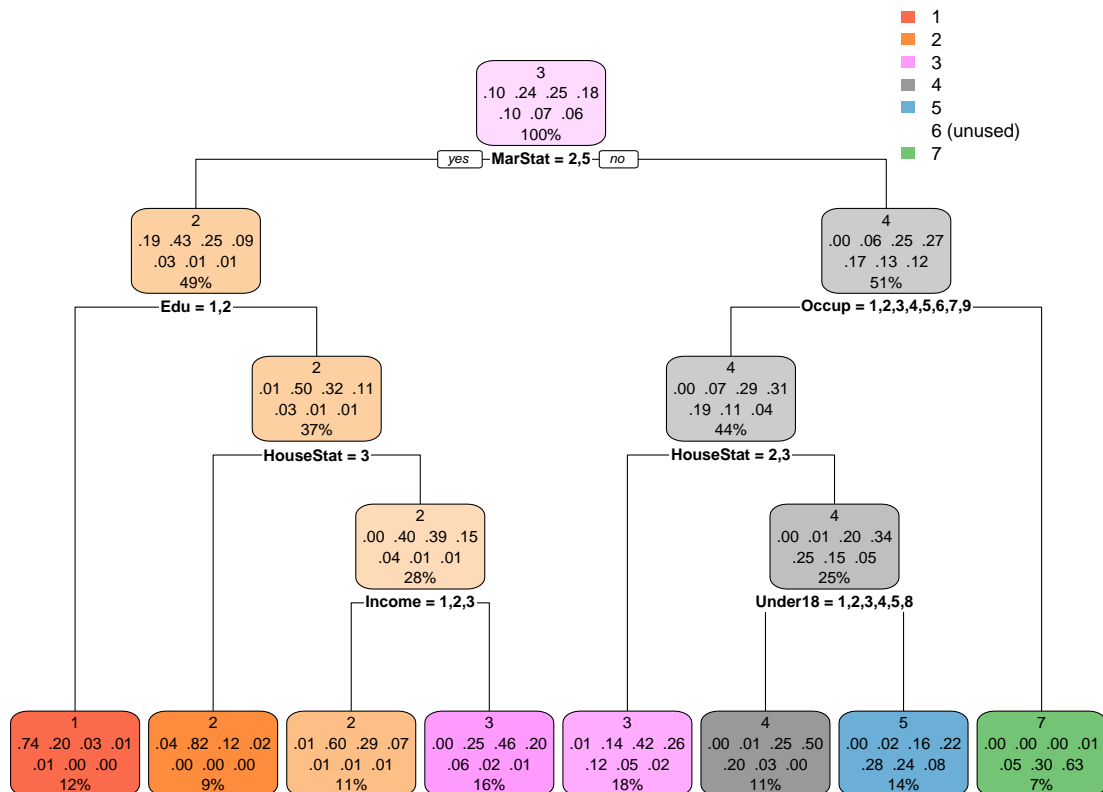 1
2
3
4
5
6 (unused)
7
3
.10 .24 .25 .18
.10 .07 .06
100%
yes MarStat = 2,5 no
2
.19 .43 .25 .09
.03 .01 .01
49%
Edu = 1,2
4
.00 .06 .25 .27
.17 .13 .12
51%
Occup = 1,2,3,4,5,6,7,9
2
.01 .50 .32 .11
.03 .01 .01
37%
HouseStat = 3
4
.00 .07 .29 .31
.19 .11 .04
44%
HouseStat = 2,3
2
.00 .40 .39 .15
.04 .01 .01
28%
Income = 1,2,3
4
.00 .01 .20 .34
.25 .15 .05
25%
Under18 = 1,2,3,4,5,8
1
.74 .20 .03 .01
.01 .00 .00
12%
2
.04 .82 .12 .02
.00 .00 .00
9%
2
.01 .60 .29 .07
.01 .01 .01
11%
3
.00 .25 .46 .20
.06 .02 .01
16%
3
.01 .14 .42 .26
.12 .05 .02
18%
4
.00 .01 .25 .50
.20 .03 .00
11%
5
.00 .02 .16 .22
.28 .24 .08
14%
7
.00 .00 .00 .01
.05 .30 .63
7%